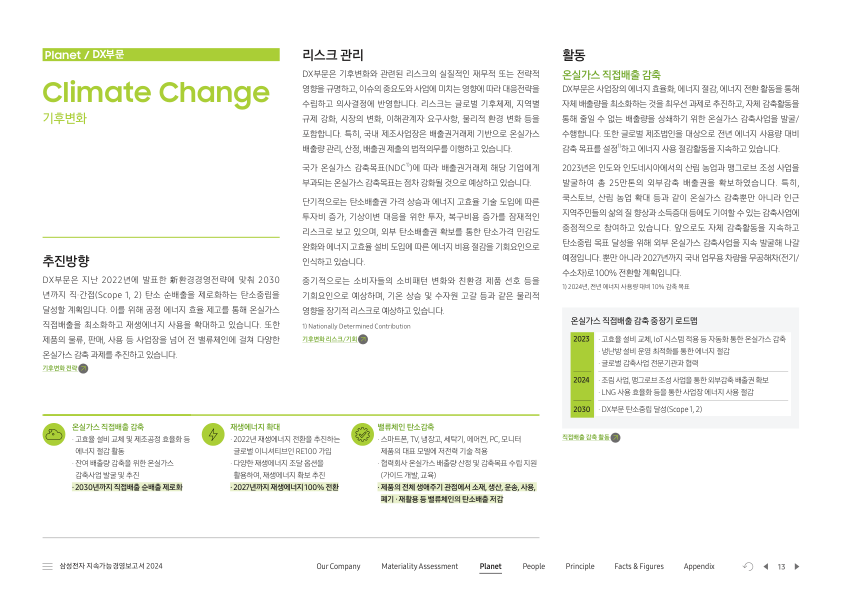 Planet / DX부문
Climate Change
기후변화
추진방향
DX부문은 지난 2022년에 발표한 新환경경영전략에 맞춰 2030
년까지 직·간접(Scope 1, 2) 탄소 순배출을 제로화하는 탄소중립을
달성할 계획입니다. 이를 위해 공정 에너지 효율 제고를 통해 온실가스
직접배출을 최소화하고 재생에너지 사용을 확대하고 있습니다. 또한
제품의 물류, 판매, 사용 등 사업장을 넘어 전 밸류체인에 걸쳐 다양한
온실가스 감축 과제를 추진하고 있습니다.
기후변화 전략
리스크 관리
DX부문은 기후변화와 관련된 리스크의 실질적인 재무적 또는 전략적
영향을 규명하고, 이슈의 중요도와 사업에 미치는 영향에 따라 대응전략을
수립하고 의사결정에 반영합니다. 리스크는 글로벌 기후체제, 지역별
규제 강화, 시장의 변화, 이해관계자 요구사항, 물리적 환경 변화 등을
포함합니다. 특히, 국내 제조사업장은 배출권거래제 기반으로 온실가스
배출량 관리, 산정, 배출권 제출의 법적의무를 이행하고 있습니다.
국가 온실가스 감축목표(NDC1))에 따라 배출권거래제 해당 기업에게
부과되는 온실가스 감축목표는 점차 강화될 것으로 예상하고 있습니다.
단기적으로는 탄소배출권 가격 상승과 에너지 고효율 기술 도입에 따른
투자비 증가, 기상이변 대응을 위한 투자, 복구비용 증가를 잠재적인
리스크로 보고 있으며, 외부 탄소배출권 확보를 통한 탄소가격 민감도
완화와 에너지 고효율 설비 도입에 따른 에너지 비용 절감을 기회요인으로
인식하고 있습니다.
중기적으로는 소비자들의 소비패턴 변화와 친환경 제품 선호 등을
기회요인으로 예상하며, 기온 상승 및 수자원 고갈 등과 같은 물리적
영향을 장기적 리스크로 예상하고 있습니다.
1) Nationally Determined Contribution
기후변화 리스크/기회
활동
온실가스 직접배출 감축
DX부문은 사업장의 에너지 효율화, 에너지 절감, 에너지 전환 활동을 통해
자체 배출량을 최소화하는 것을 최우선 과제로 추진하고, 자체 감축활동을
통해 줄일 수 없는 배출량을 상쇄하기 위한 온실가스 감축사업을 발굴/
수행합니다. 또한 글로벌 제조법인을 대상으로 전년 에너지 사용량 대비
감축 목표를 설정1)하고 에너지 사용 절감활동을 지속하고 있습니다.
2023년은 인도와 인도네시아에서의 산림 농업과 맹그로브 조성 사업을
발굴하여 총 25만톤의 외부감축 배출권을 확보하였습니다. 특히,
쿡스토브, 산림 농업 확대 등과 같이 온실가스 감축뿐만 아니라 인근
지역주민들의 삶의 질 향상과 소득증대 등에도 기여할 수 있는 감축사업에
중점적으로 참여하고 있습니다. 앞으로도 자체 감축활동을 지속하고
탄소중립 목표 달성을 위해 외부 온실가스 감축사업을 지속 발굴해 나갈
예정입니다. 뿐만 아니라 2027년까지 국내 업무용 차량을 무공해차(전기/
수소차)로 100% 전환할 계획입니다.
1) 2024년, 전년 에너지 사용량 대비 10% 감축 목표
온실가스 직접배출 감축 중장기 로드맵
2023 · 고효율 설비 교체, IoT 시스템 적용 등 자동화 통한 온실가스 감축
· 냉난방 설비 운영 최적화를 통한 에너지 절감
· 글로벌 감축사업 전문기관과 협력
2024 · 조림 사업, 맹그로브 조성 사업을 통한 외부감축 배출권 확보
· LNG 사용 효율화 등을 통한 사업장 에너지 사용 절감
2030 · DX부문 탄소중립 달성(Scope 1, 2)
직접배출 감축 활동
온실가스 직접배출 감축
· 고효율 설비 교체 및 제조공정 효율화 등
에너지 절감 활동
· 잔여 배출량 감축을 위한 온실가스
감축사업 발굴 및 추진
· 2030년까지 직접배출 순배출 제로화
재생에너지 확대
· 2022년 재생에너지 전환을 추진하는
글로벌 이니셔티브인 RE100 가입
· 다양한 재생에너지 조달 옵션을
활용하여, 재생에너지 확보 추진
· 2027년까지 재생에너지 100% 전환
밸류체인 탄소감축
· 스마트폰, TV, 냉장고, 세탁기, 에어컨, PC, 모니터
제품의 대표 모델에 저전력 기술 적용
· 협력회사 온실가스 배출량 산정 및 감축목표 수립 지원
(가이드 개발, 교육)
· 제품의 전체 생애주기 관점에서 소재, 생산, 운송, 사용,
폐기 · 재활용 등 밸류체인의 탄소배출 저감
삼성전자 지속가능경영보고서 2024
Our Company Materiality Assessment Planet People Principle Facts & Figures Appendix 13